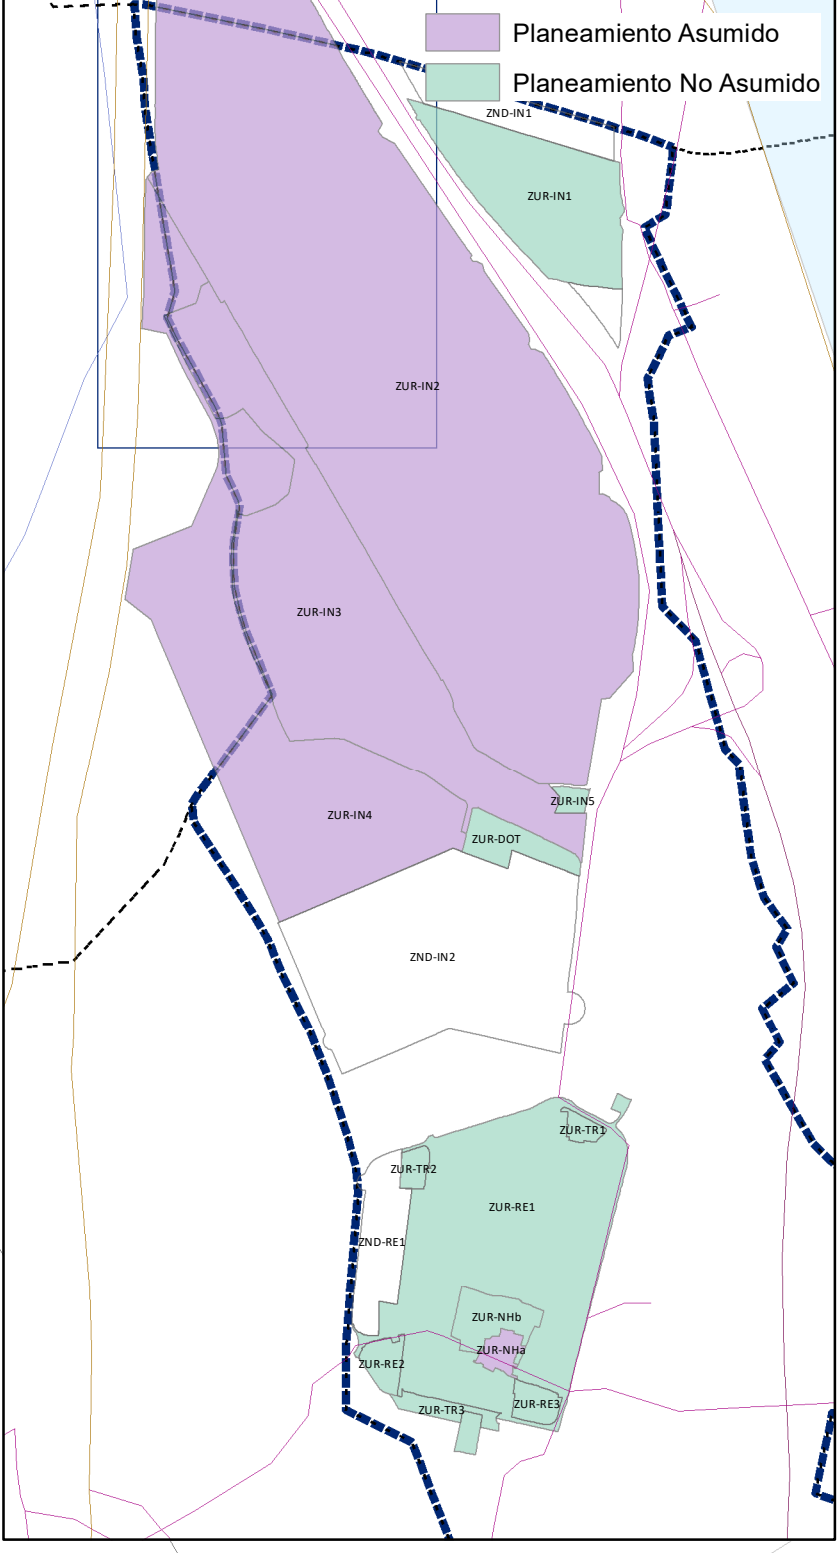 Planeamiento Asumido
Planeamiento No Asumido
ZND-IN1
ZUR-IN1
ZUR-IN2
ZUR-IN3
ZUR-IN5
ZUR-IN4
ZUR-DOT
ZND-IN2
ZUR-TR1
ZUR-TR2
ZUR-RE1
ZND-RE1
ZUR-NHb
ZUR-NHa
ZUR-RE2
ZUR-RE3
ZUR-TR3